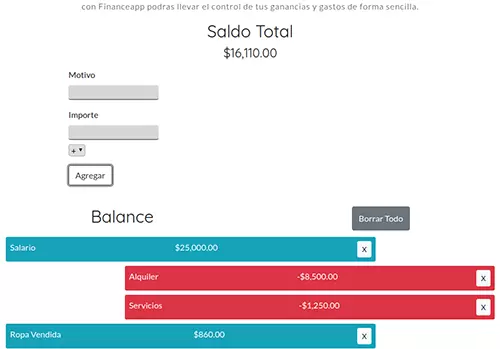 con Financeapp podras llevar el control de tus ganancias y gastos de forma sencilla.
Saldo Total
$16,110.00
Motivo
Importe
+
Agregar
Balance
Borrar Todo
Salario $25,000.00 X
Alquiler -$8,500.00 X
Servicios -$1,250.00 X
Ropa Vendida $860.00 X